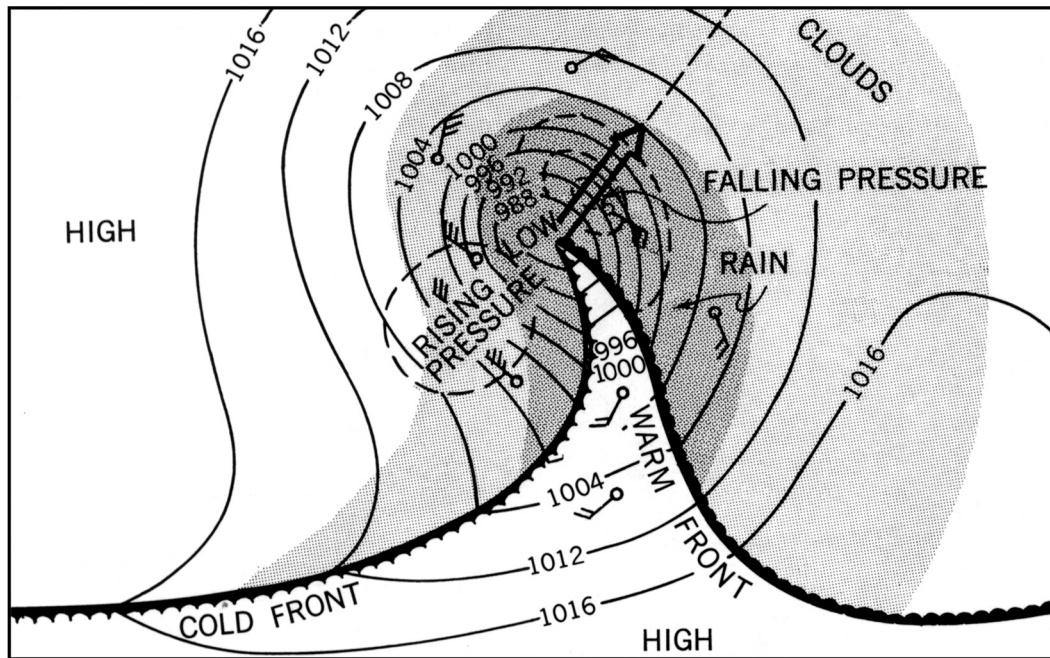 1016
1012
1008
1004
1000
996
992
988
CLOUDS
FALLING PRESSURE
HIGH
LOW
RAIN
RISING
PRESSURE
996
1000
1016
WARM
FRONT
1004
1012
1016
COLD FRONT
HIGH